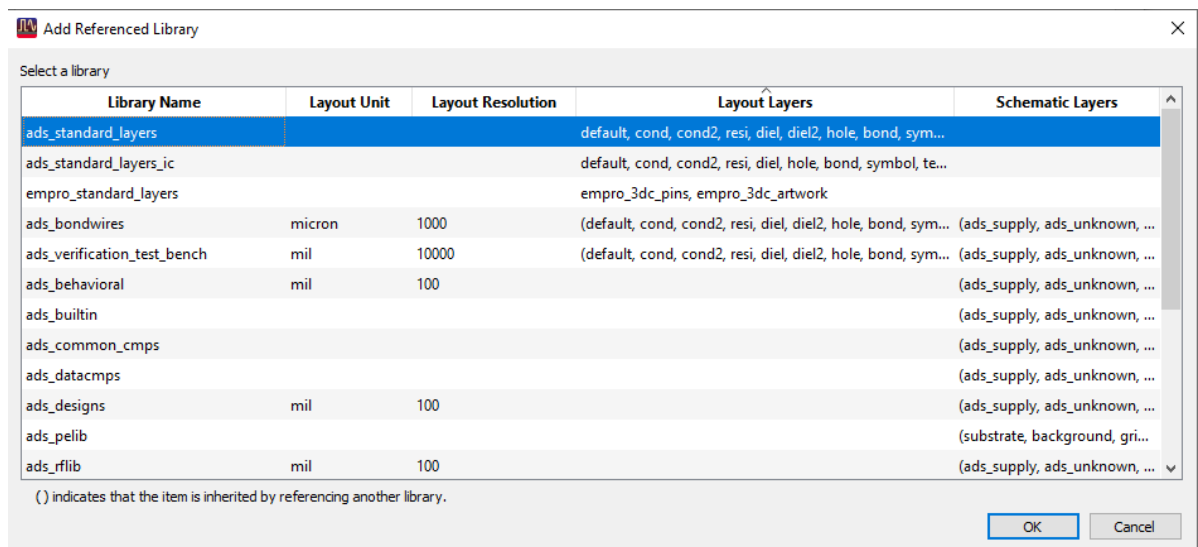 Add Referenced Library
Select a library
Library Name Layout Unit Layout Resolution Layout Layers Schematic Layers
ads_standard_layers default, cond, cond2, resi, diel, diel2, hole, bond, sym...
ads_standard_layers_ic default, cond, cond2, resi, diel, hole, bond, symbol, te...
empro_standard_layers empro_3dc_pins, empro_3dc_artwork
ads_bondwires micron 1000 (default, cond, cond2, resi, diel, diel2, hole, bond, sym... (ads_supply, ads_unknown, ...
ads_verification_test_bench mil 10000 (default, cond, cond2, resi, diel, diel2, hole, bond, sym... (ads_supply, ads_unknown, ...
ads_behavioral mil 100 (ads_supply, ads_unknown, ...
ads_builtin (ads_supply, ads_unknown, ...
ads_common_cmps (ads_supply, ads_unknown, ...
ads_datacmps (ads_supply, ads_unknown, ...
ads_designs mil 100 (ads_supply, ads_unknown, ...
ads_pelib (substrate, background, gri...
ads_rflib mil 100 (ads_supply, ads_unknown, ...
() indicates that the item is inherited by referencing another library.
OK Cancel